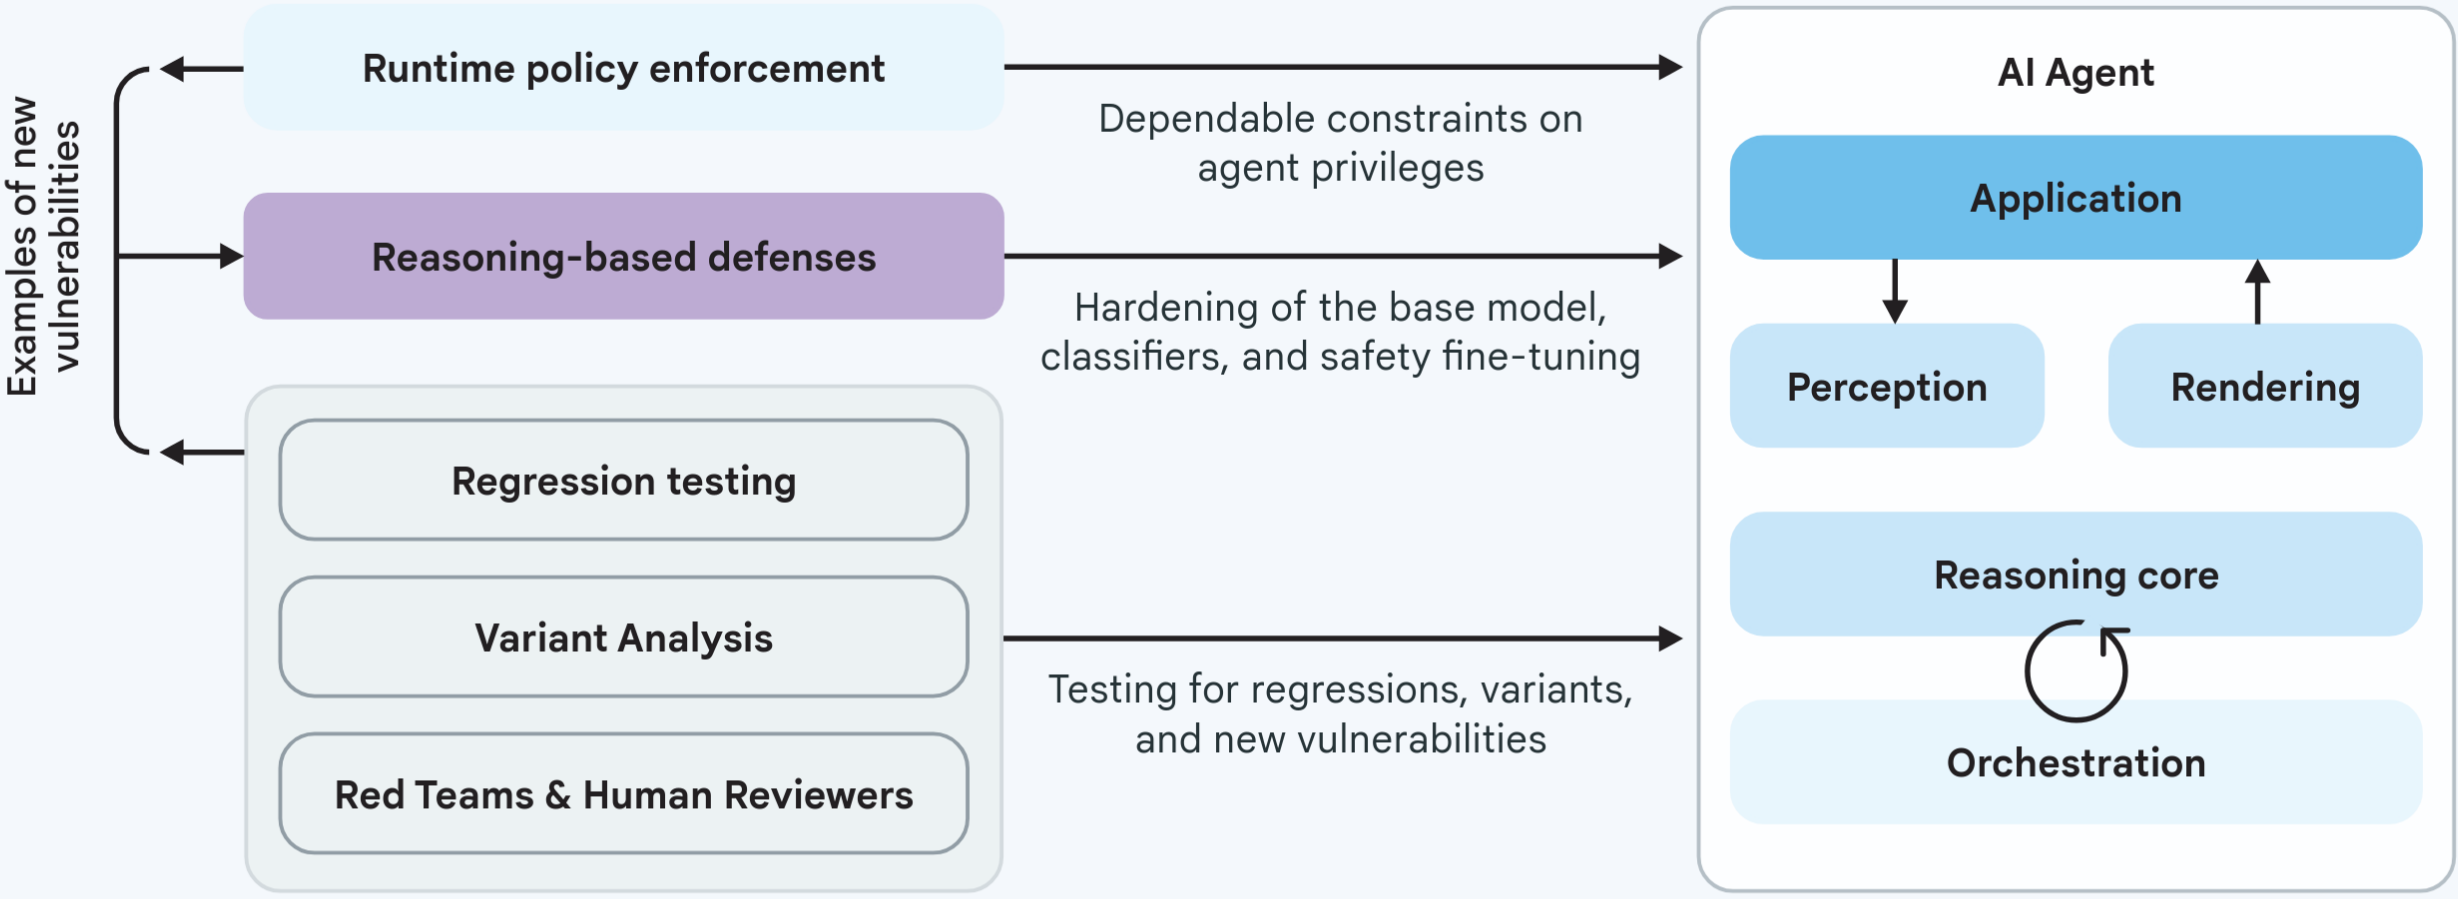 Examples of new
vulnerabilities
Runtime policy enforcement
Dependable constraints on
agent privileges
Reasoning-based defenses
Hardening of the base model,
classifiers, and safety fine-tuning
Regression testing
Variant Analysis
Red Teams & Human Reviewers
Testing for regressions, variants,
and new vulnerabilities
AI Agent
Application
Perception
Rendering
Reasoning core
Orchestration